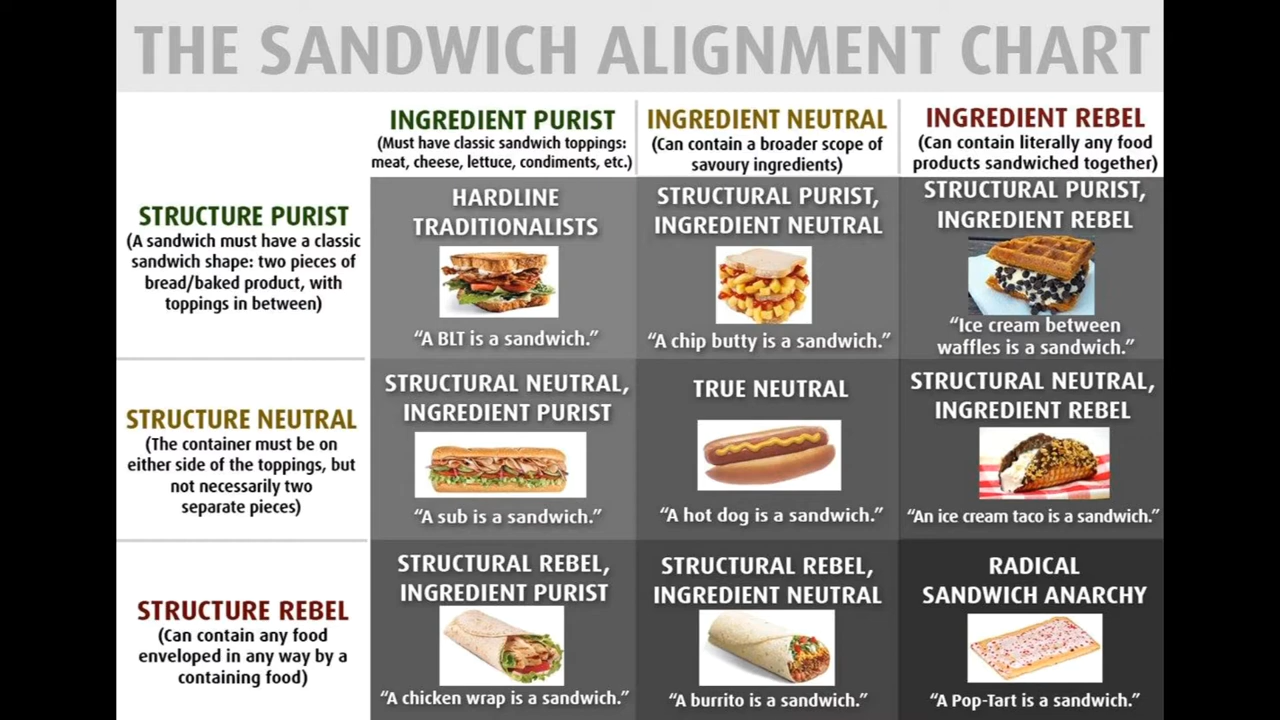 THE SANDWICH ALIGNMENT CHART
INGREDIENT PURIST
(Must have classic sandwich toppings:
meat, cheese, lettuce, condiments, etc.)
INGREDIENT NEUTRAL
(Can contain a broader scope of
savoury ingredients)
INGREDIENT REBEL
(Can contain literally any food
products sandwiched together)
STRUCTURE PURIST
(A sandwich must have a classic
sandwich shape: two pieces of
bread/baked product, with
toppings in between)
HARDLINE
TRADITIONALISTS
“A BLT is a sandwich.”
STRUCTURAL PURIST,
INGREDIENT NEUTRAL
“A chip butty is a sandwich.”
STRUCTURAL PURIST,
INGREDIENT REBEL
“Ice cream between
waffles is a sandwich.”
STRUCTURE NEUTRAL
(The container must be on
either side of the toppings, but
not necessarily two
separate pieces)
STRUCTURAL NEUTRAL,
INGREDIENT PURIST
“A sub is a sandwich.”
TRUE NEUTRAL
“A hot dog is a sandwich.”
STRUCTURAL NEUTRAL,
INGREDIENT REBEL
“An ice cream taco is a sandwich.”
STRUCTURE REBEL
(Can contain any food
enveloped in any way by a
containing food)
STRUCTURAL REBEL,
INGREDIENT PURIST
“A chicken wrap is a sandwich.”
STRUCTURAL REBEL,
INGREDIENT NEUTRAL
“A burrito is a sandwich.”
RADICAL
SANDWICH ANARCHY
“A Pop-Tart is a sandwich.”